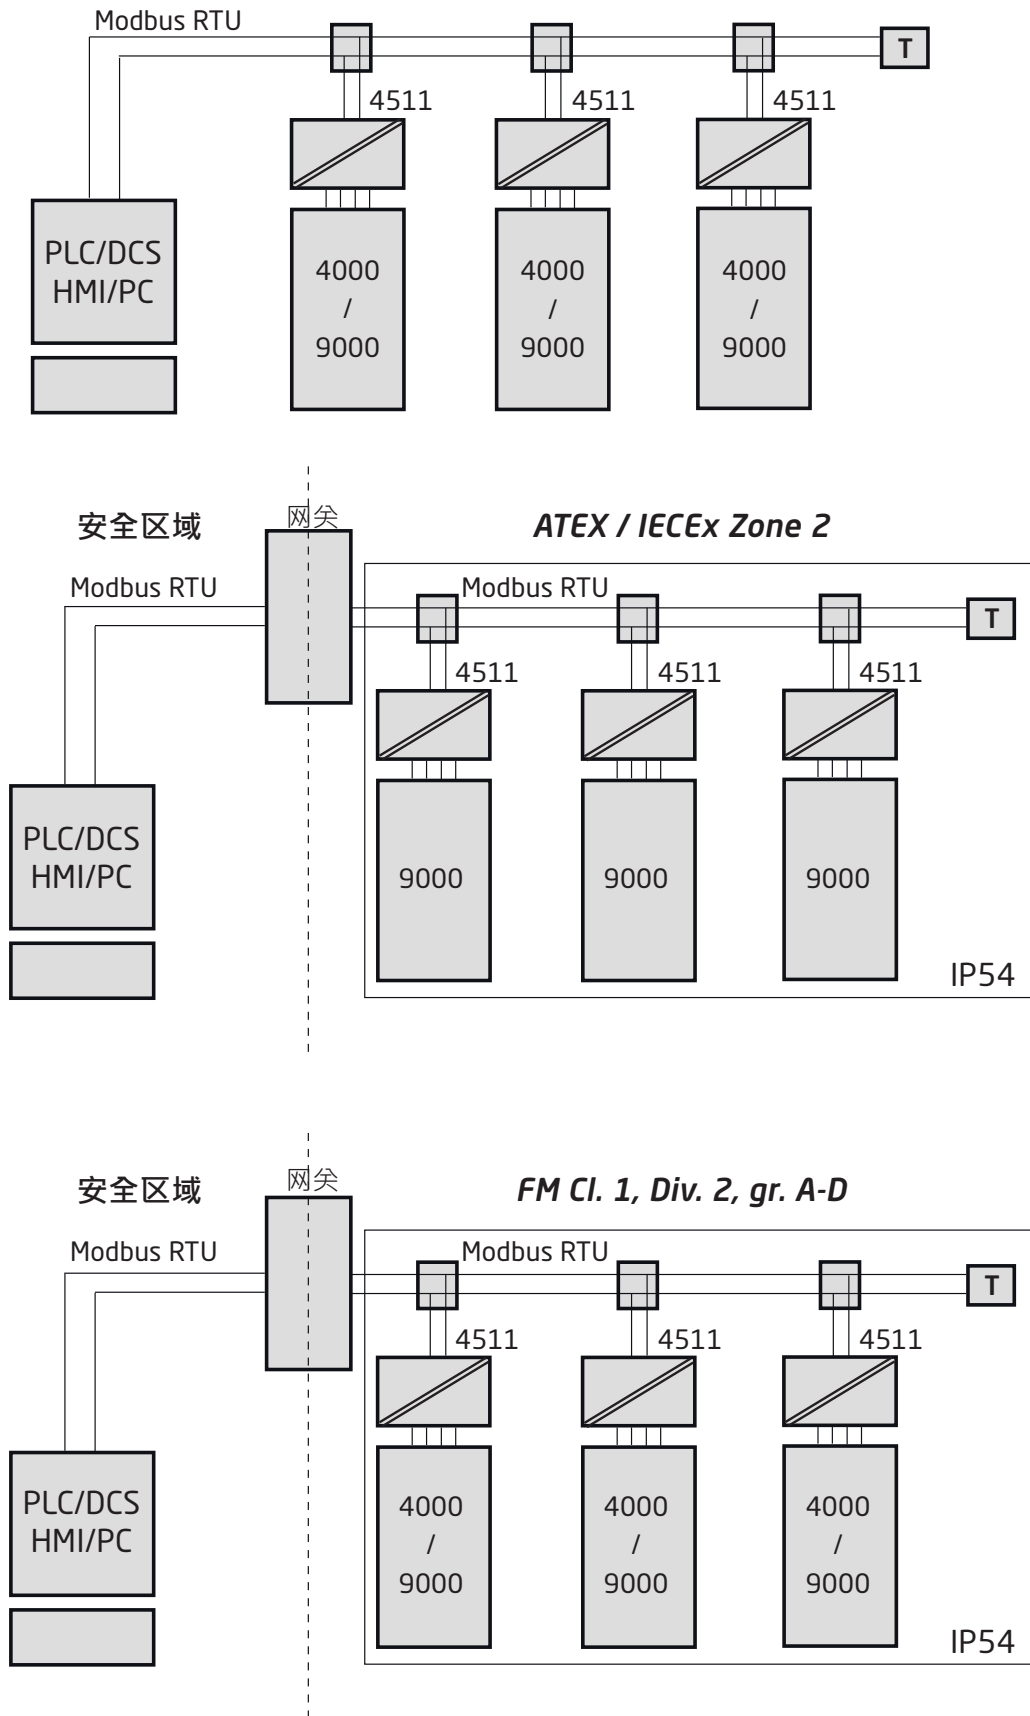 Modbus RTU
T
4511
4511
4511
PLC/DCS
HMI/PC
4000
/
9000
4000
/
9000
4000
/
9000
安全区域
网关
ATEX / IECEx Zone 2
Modbus RTU
Modbus RTU
T
4511
4511
4511
PLC/DCS
HMI/PC
9000
9000
9000
IP54
安全区域
网关
FM Cl. 1, Div. 2, gr. A-D
Modbus RTU
Modbus RTU
T
4511
4511
4511
PLC/DCS
HMI/PC
4000
/
9000
4000
/
9000
4000
/
9000
IP54